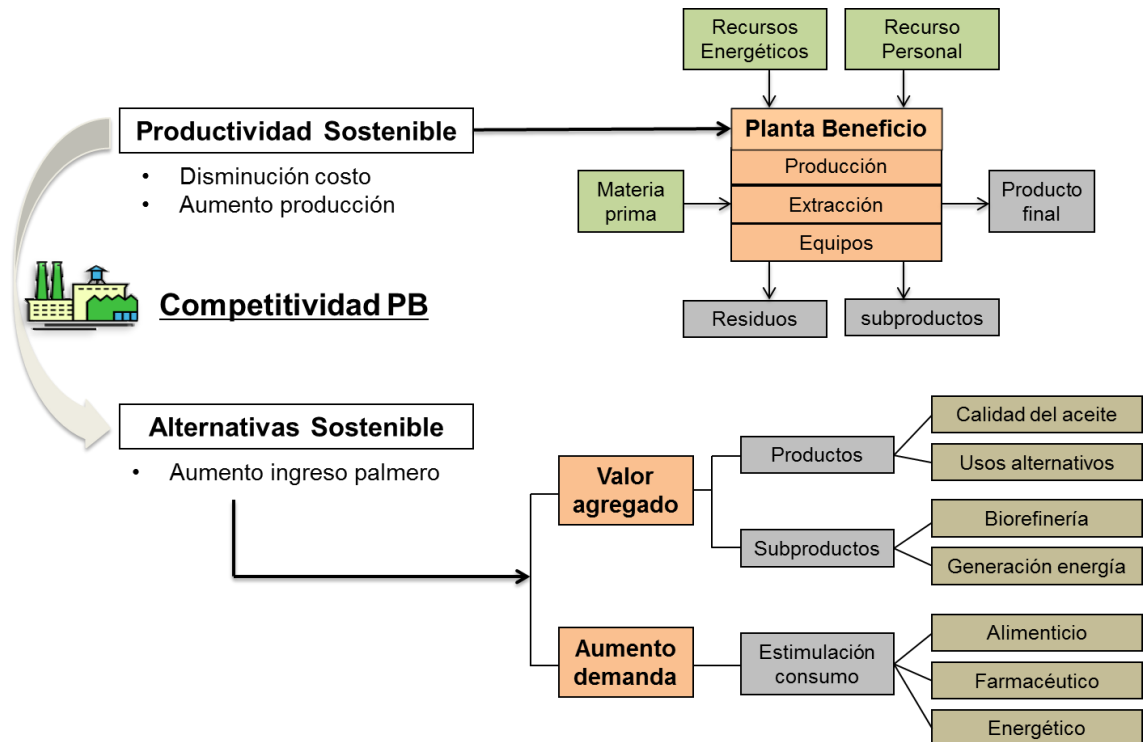 Recursos
Energéticos
Recurso
Personal
Productividad Sostenible
• Disminución costo
• Aumento producción
Planta Beneficio
Producción
Extracción
Equipos
Materia
prima
Producto
final
Residuos
subproductos
Competitividad PB
Alternativas Sostenible
• Aumento ingreso palmero
Valor
agregado
Productos
Calidad del aceite
Usos alternativos
Subproductos
Biorefinería
Generación energía
Aumento
demanda
Estimulación
consumo
Alimenticio
Farmacéutico
Energético